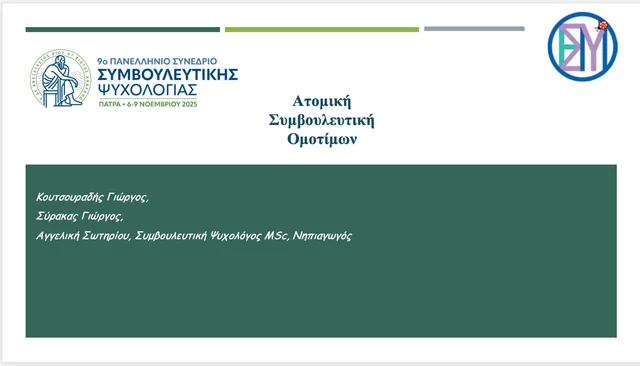 9ο ΠΑΝΕΛΛΗΝΙΟ ΣΥΝΕΔΡΙΟ
ΣΥΜΒΟΥΛΕΥΤΙΚΗΣ
ΨΥΧΟΛΟΓΙΑΣ
ΠΑΤΡΑ • 6-9 ΝΟΕΜΒΡΙΟΥ 2025
ΕΣΥΙ
Ατομική
Συμβουλευτική
Ομοτίμων
Κουτσουραδής Γιώργος,
Σύρακας Γιώργος,
Αγγελική Σωτηρίου, Συμβουλευτική Ψυχολόγος MSc, Νηπιαγωγός